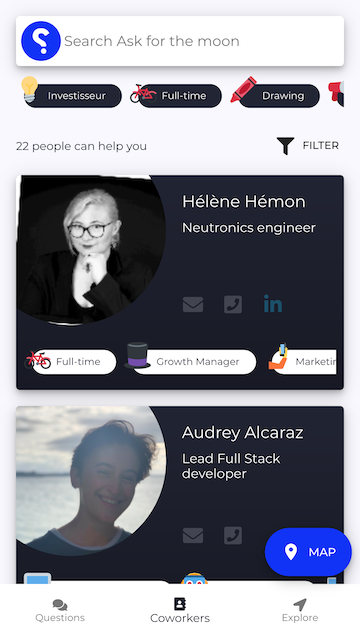 Search Ask for the moon
Investisseur
Full-time
Drawing
22 people can help you
FILTER
Hélène Hémon
Neutronics engineer
in
Full-time
Growth Manager
Marketin
Audrey Alcaraz
Lead Full Stack
developer
MAP
Questions
Coworkers
Explore